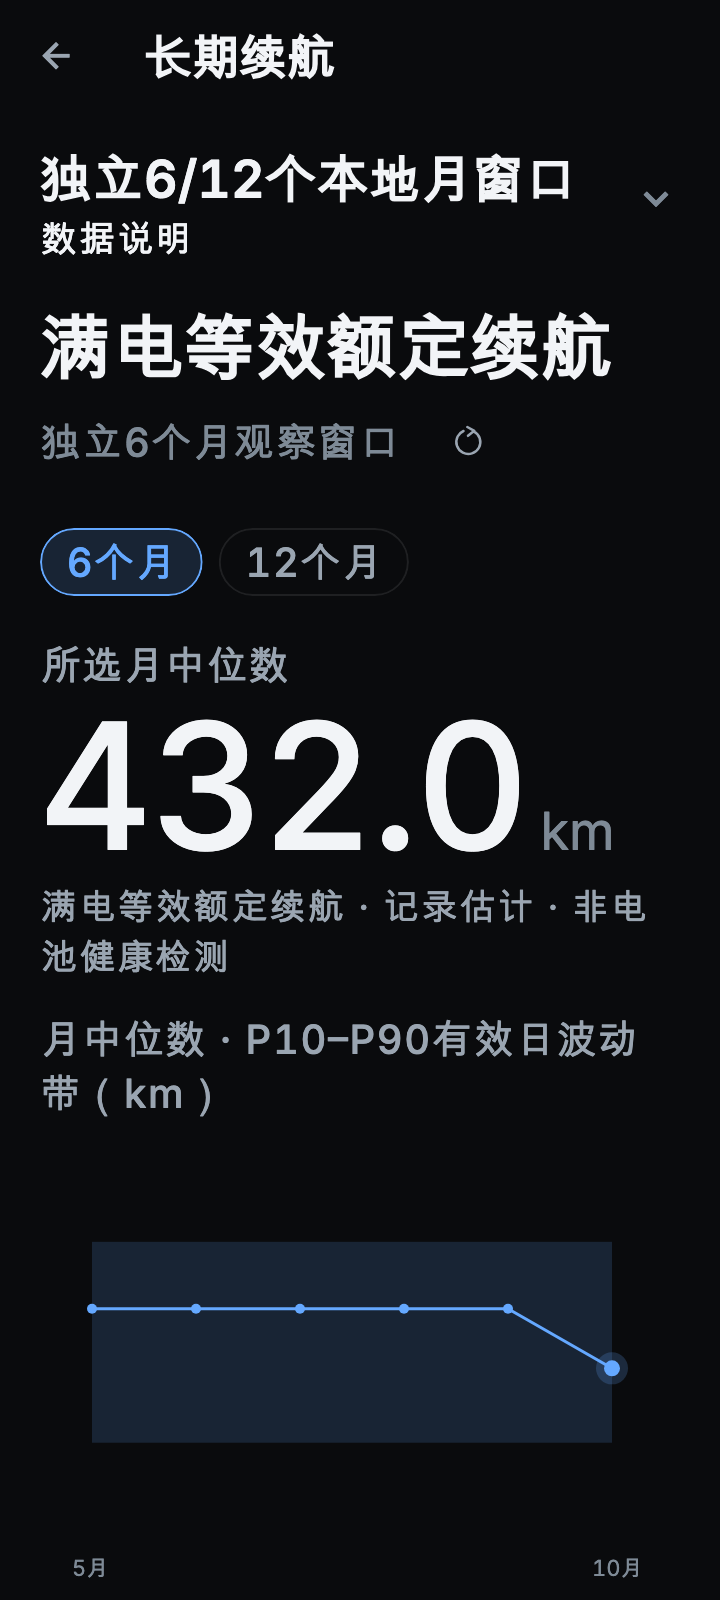 长期续航
独立6/12个本地月窗口
数据说明
满电等效额定续航
独立6个月观察窗口
6个月
12个月
所选月中位数
432.0 km
满电等效额定续航 · 记录估计 · 非电
池健康检测
月中位数 · P10–P90有效日波动
带（km）
5月
10月